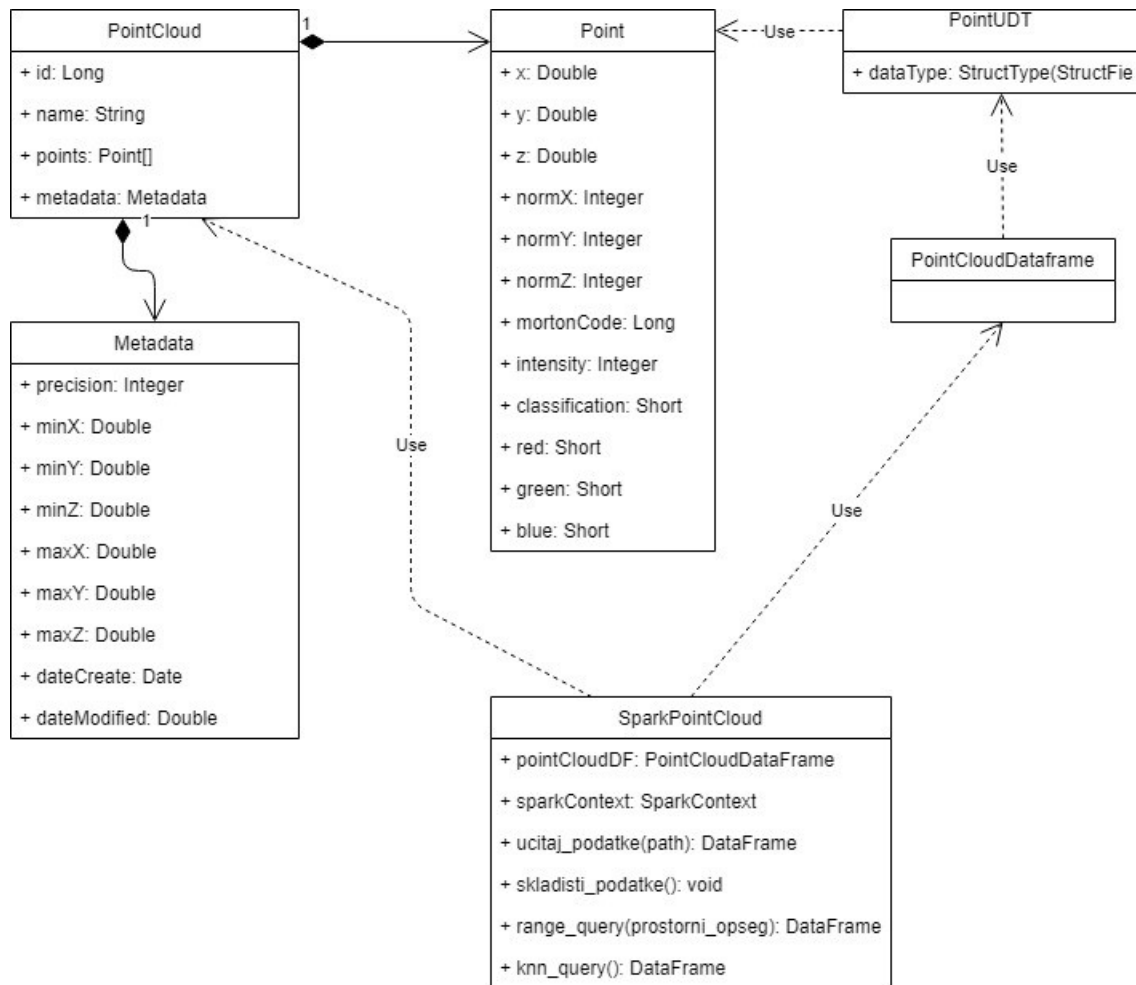 PointCloud
+ id: Long
+ name: String
+ points: Point[]
+ metadata: Metadata
1
1
Point
+ x: Double
+ y: Double
+ z: Double
+ normX: Integer
+ normY: Integer
+ normZ: Integer
+ mortonCode: Long
+ intensity: Integer
+ classification: Short
+ red: Short
+ green: Short
+ blue: Short
Use
PointUDT
+ dataType: StructType(StructFie
Use
PointCloudDataframe
Metadata
+ precision: Integer
+ minX: Double
+ minY: Double
+ minZ: Double
+ maxX: Double
+ maxY: Double
+ maxZ: Double
+ dateCreate: Date
+ dateModified: Double
Use
Use
SparkPointCloud
+ pointCloudDF: PointCloudDataFrame
+ sparkContext: SparkContext
+ ucitaj_podatke(path): DataFrame
+ skladisti_podatke(): void
+ range_query(prostorni_opseg): DataFrame
+ knn_query(): DataFrame